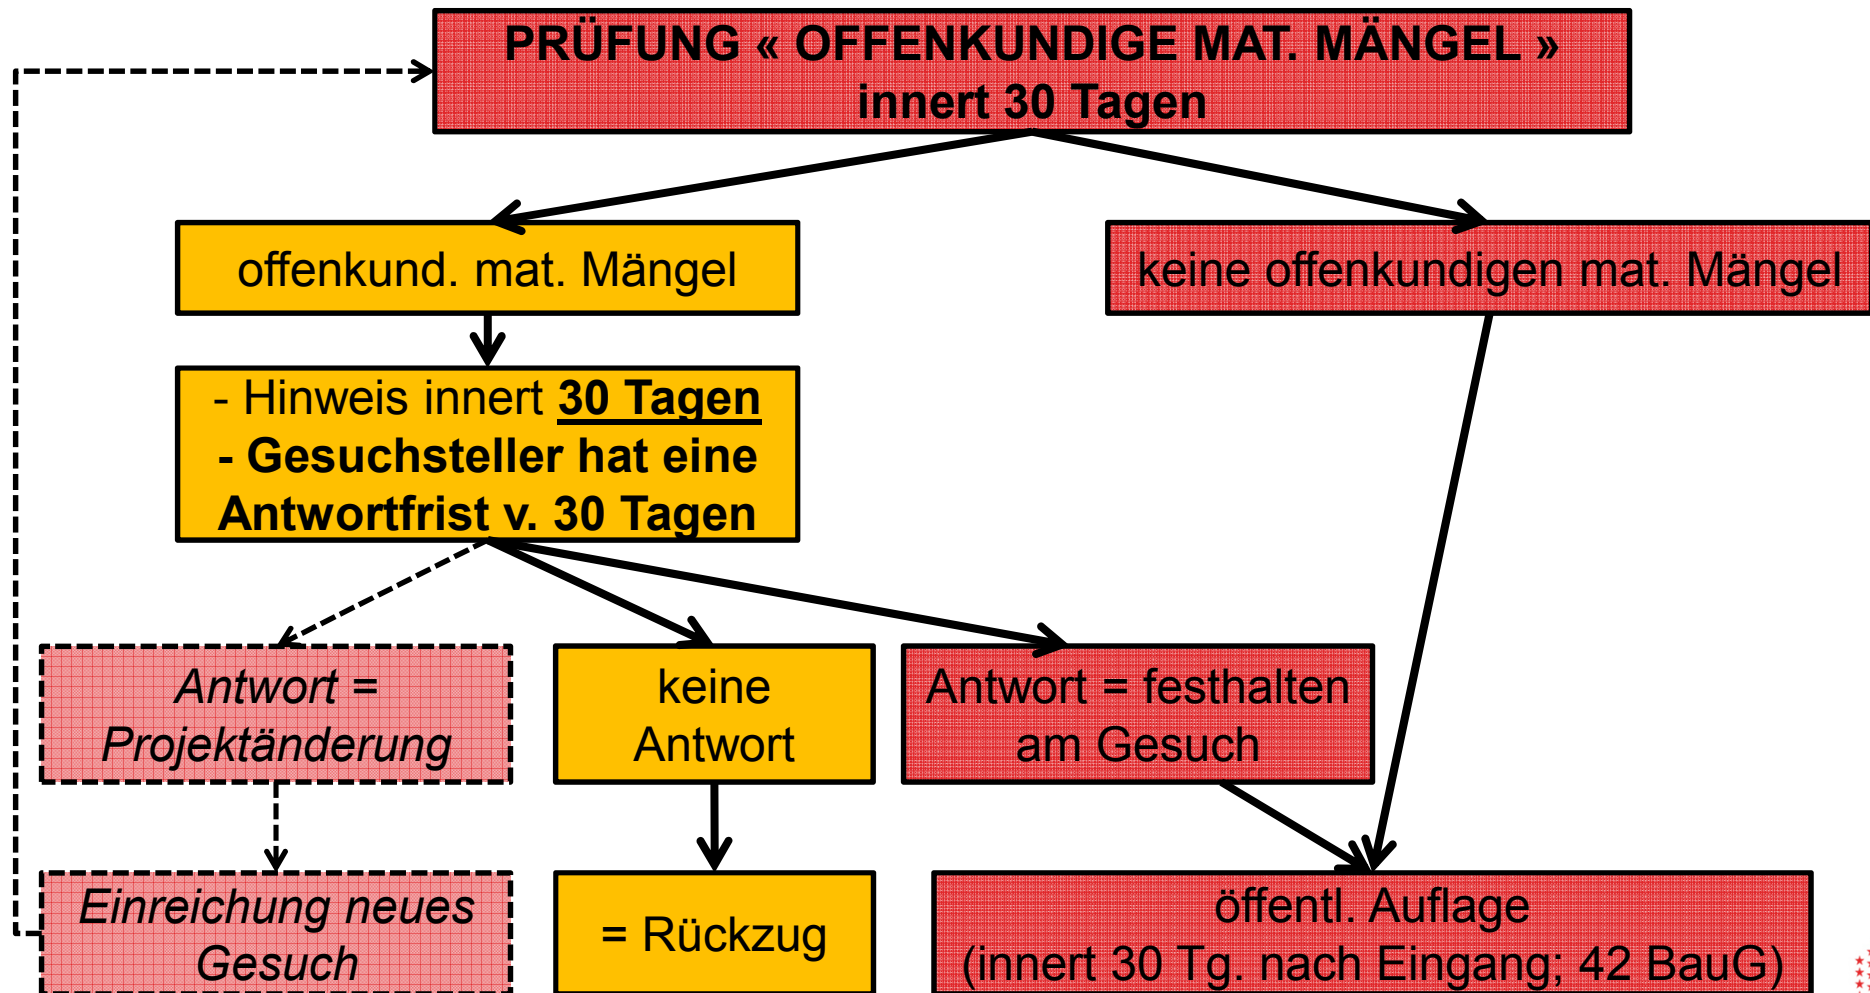 PRÜFUNG « OFFENKUNDIGE MAT. MÄNGEL »
innert 30 Tagen
offenkund. mat. Mängel
keine offenkundigen mat. Mängel
- Hinweis innert 30 Tagen
- Gesuchsteller hat eine
Antwortfrist v. 30 Tagen
Antwort =
Projektänderung
keine
Antwort
Antwort = festhalten
am Gesuch
Einreichung neues
Gesuch
= Rückzug
öffentl. Auflage
(innert 30 Tg. nach Eingang; 42 BauG)